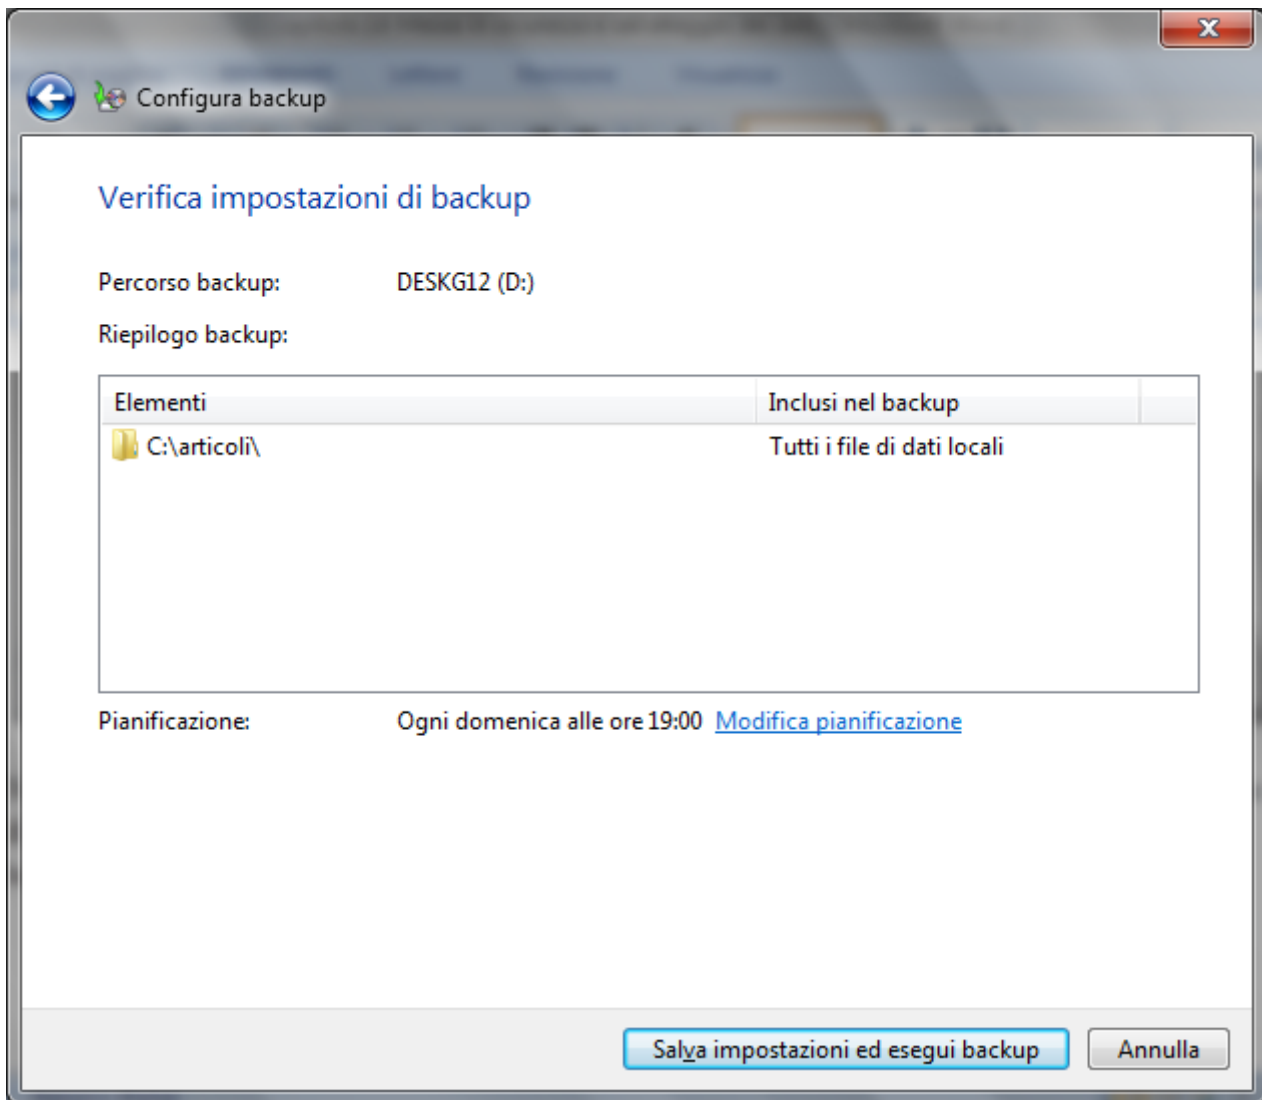 Configura backup
Verifica impostazioni di backup
Percorso backup: DESKG12 (D:)
Riepilogo backup:
Elementi Inclusi nel backup
C:\articoli\ Tutti i file di dati locali
Pianificazione: Ogni domenica alle ore 19:00 Modifica pianificazione
Salva impostazioni ed esegui backup Annulla